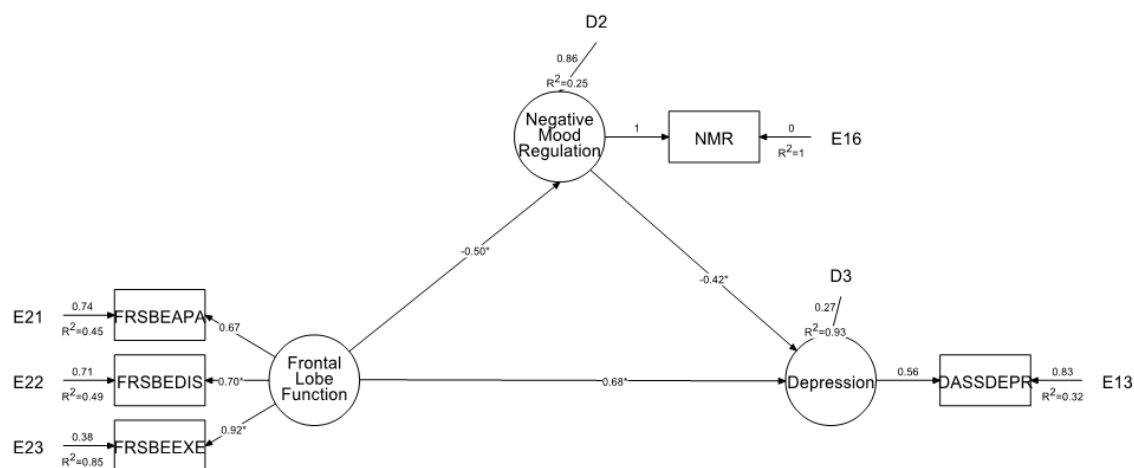 D2
0.86
R²=0.25
Negative
Mood
Regulation
1
NMR
0
R²=1
E16
-0.50*
-0.42*
D3
0.27
R²=0.93
E21
0.74
R²=0.45
FRSBEAPA
0.67
E22
0.71
R²=0.49
FRSBEDIS
0.70*
Frontal
Lobe
Function
0.68*
Depression
0.56
DASSDEPR
0.83
R²=0.32
E13
E23
0.38
R²=0.85
FRSBEEXE
0.92*